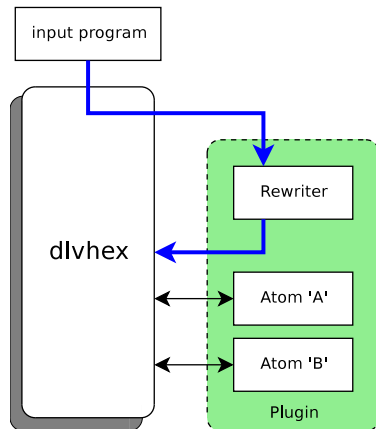 input program
Rewriter
dlvhex
Atom 'A'
Atom 'B'
Plugin